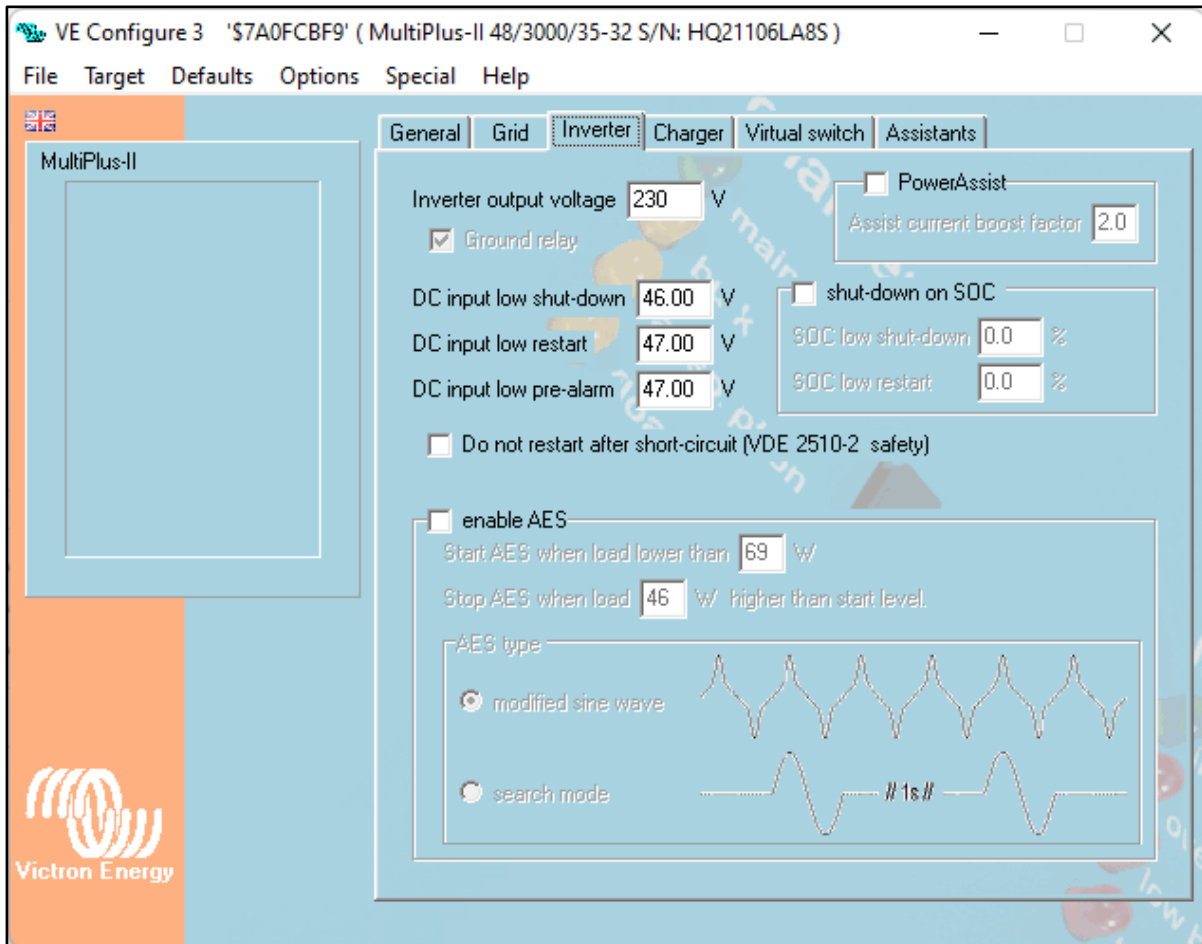 VE Configure 3 '$7A0FCBF9' ( MultiPlus-II 48/3000/35-32 S/N: HQ21106LA8S )
File Target Defaults Options Special Help
General Grid Inverter Charger Virtual switch Assistants
MultiPlus-II
Inverter output voltage 230 V
Ground relay
PowerAssist
Assist current boost factor 2.0
DC input low shut-down 46.00 V
DC input low restart 47.00 V
DC input low pre-alarm 47.00 V
shut-down on SOC
SOC low shut-down 0.0 %
SOC low restart 0.0 %
Do not restart after short-circuit (VDE 2510-2 safety)
enable AES
Start AES when load lower than 69 W
Stop AES when load 46 W higher than start level.
AES type
modified sine wave
search mode
// 1s //
Victron Energy